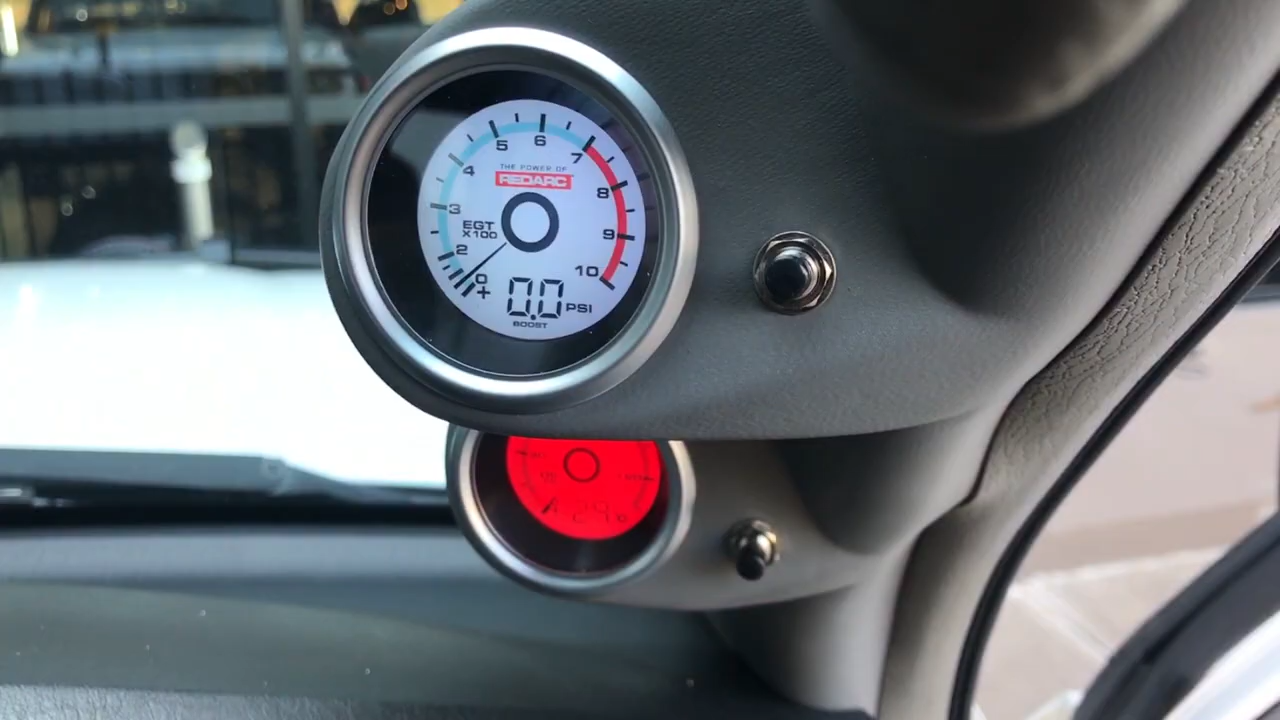 5 6
4 7
THE POWER OF
REDARC
3 8
EGT
X100
2 9
0 10
+
0.0 PSI
BOOST
29